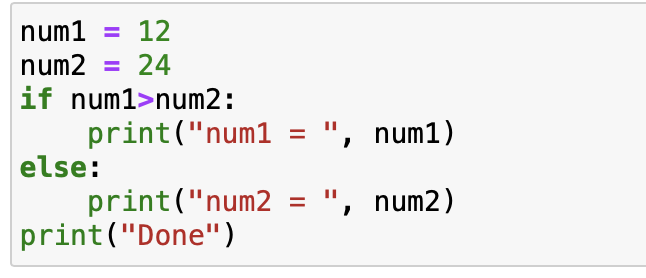 num1 = 12
num2 = 24
if num1>num2:
    print("num1 = ", num1)
else:
    print("num2 = ", num2)
print("Done")